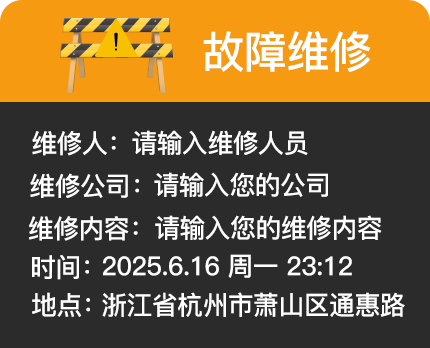 故障维修
维修人：请输入维修人员
维修公司：请输入您的公司
维修内容：请输入您的维修内容
时间：2025.6.16 周一 23:12
地点：浙江省杭州市萧山区通惠路